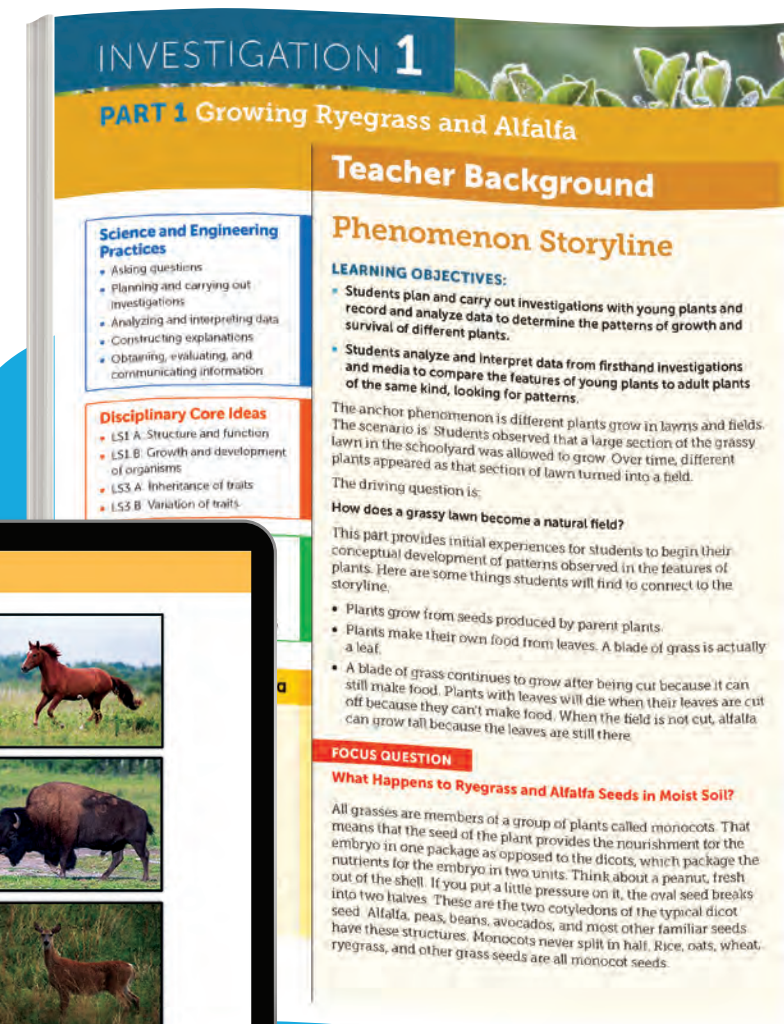 INVESTIGATION 1
PART 1 Growing Ryegrass and Alfalfa
Teacher Background
Science and Engineering
Practices
• Asking questions
• Planning and carrying out
investigations
• Analyzing and interpreting data
• Constructing explanations
• Obtaining, evaluating, and
communicating information
Disciplinary Core Ideas
• LS1 A: Structure and function
• LS1 B: Growth and development
of organisms
• LS3 A: Inheritance of traits
• LS3 B: Variation of traits
a
Phenomenon Storyline
LEARNING OBJECTIVES:
• Students plan and carry out investigations with young plants and
record and analyze data to determine the patterns of growth and
survival of different plants.
• Students analyze and interpret data from firsthand investigations
and media to compare the features of young plants to adult plants
of the same kind, looking for patterns.
The anchor phenomenon is different plants grow in lawns and fields.
The scenario is: Students observed that a large section of the grassy
lawn in the schoolyard was allowed to grow. Over time, different
plants appeared as that section of lawn turned into a field.
The driving question is:
How does a grassy lawn become a natural field?
This part provides initial experiences for students to begin their
conceptual development of patterns observed in the features of
plants. Here are some things students will find to connect to the
storyline.
• Plants grow from seeds produced by parent plants.
• Plants make their own food from leaves. A blade of grass is actually
a leaf.
• A blade of grass continues to grow after being cut because it can
still make food. Plants with leaves will die when their leaves are cut
off because they can't make food. When the field is not cut, alfalfa
can grow tall because the leaves are still there.
FOCUS QUESTION
What Happens to Ryegrass and Alfalfa Seeds in Moist Soil?
All grasses are members of a group of plants called monocots. That
means that the seed of the plant provides the nourishment for the
embryo in one package as opposed to the dicots, which package the
nutrients for the embryo in two units. Think about a peanut, fresh
out of the shell. If you put a little pressure on it, the oval seed breaks
into two halves. These are the two cotyledons of the typical dicot
seed. Alfalfa, peas, beans, avocados, and most other familiar seeds
have these structures. Monocots never split in half. Rice, oats, wheat,
ryegrass, and other grass seeds are all monocot seeds.